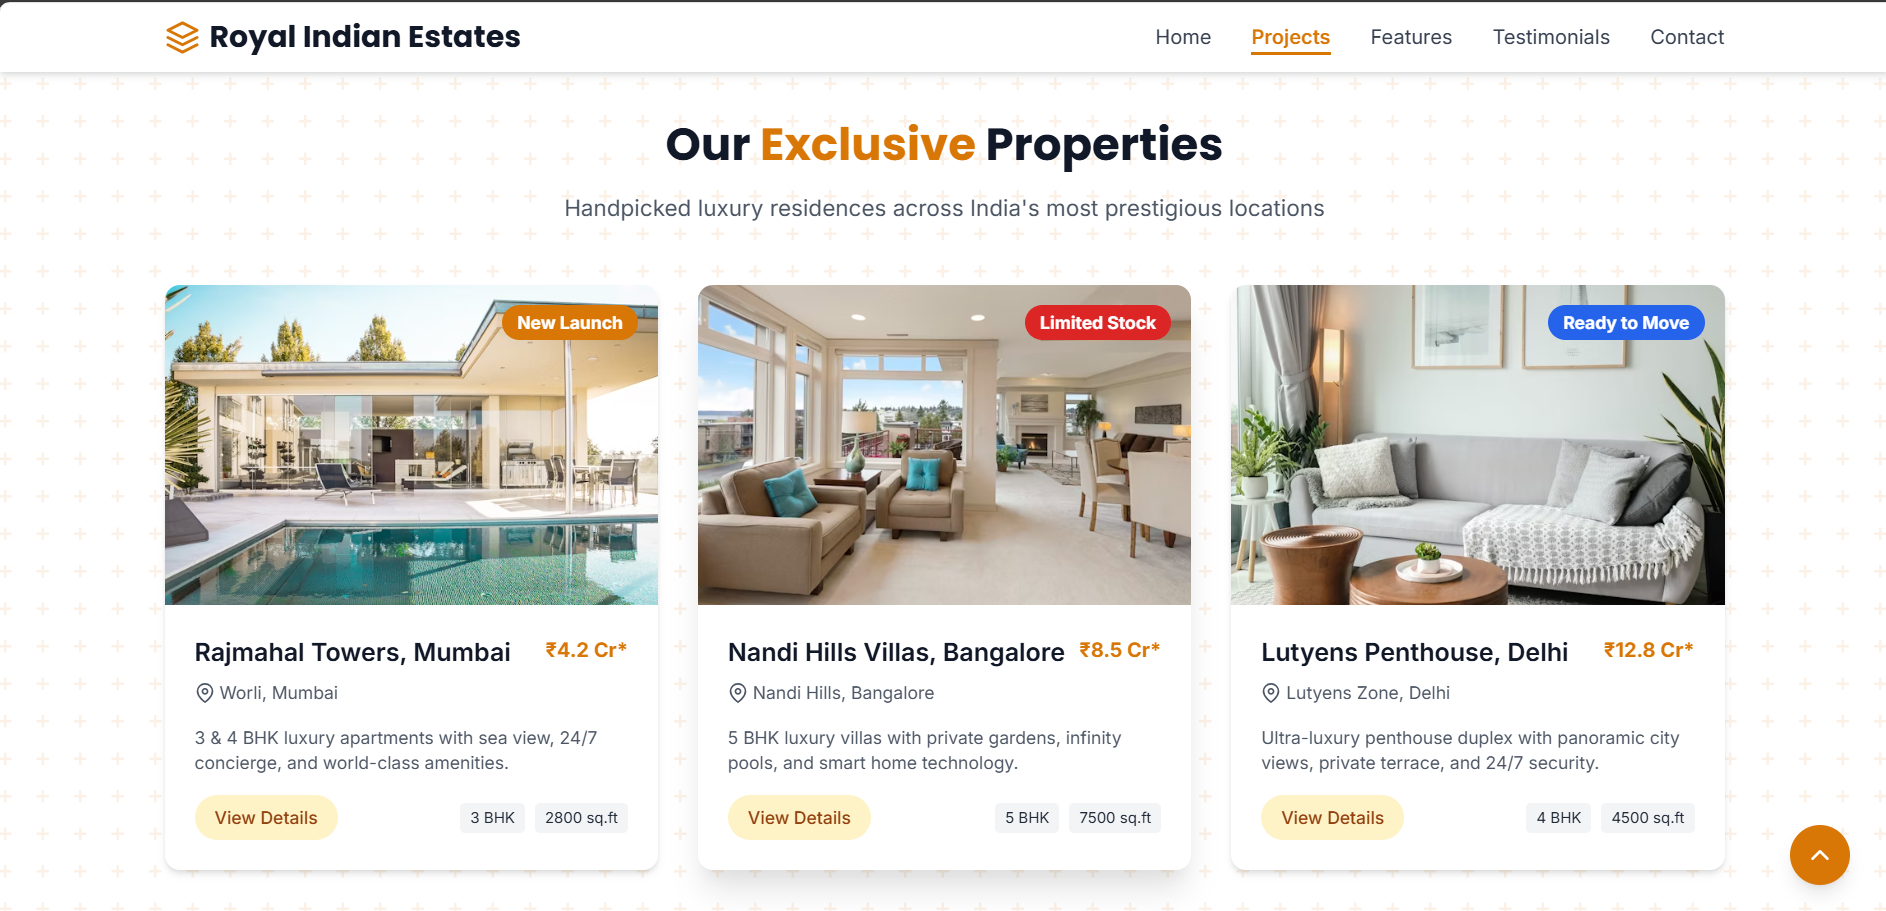 Royal Indian Estates
Home Projects Features Testimonials Contact
Our Exclusive Properties
Handpicked luxury residences across India's most prestigious locations
New Launch
Rajmahal Towers, Mumbai ₹4.2 Cr*
Worli, Mumbai
3 & 4 BHK luxury apartments with sea view, 24/7
concierge, and world-class amenities.
View Details 3 BHK 2800 sq.ft
Limited Stock
Nandi Hills Villas, Bangalore ₹8.5 Cr*
Nandi Hills, Bangalore
5 BHK luxury villas with private gardens, infinity
pools, and smart home technology.
View Details 5 BHK 7500 sq.ft
Ready to Move
Lutyens Penthouse, Delhi ₹12.8 Cr*
Lutyens Zone, Delhi
Ultra-luxury penthouse duplex with panoramic city
views, private terrace, and 24/7 security.
View Details 4 BHK 4500 sq.ft